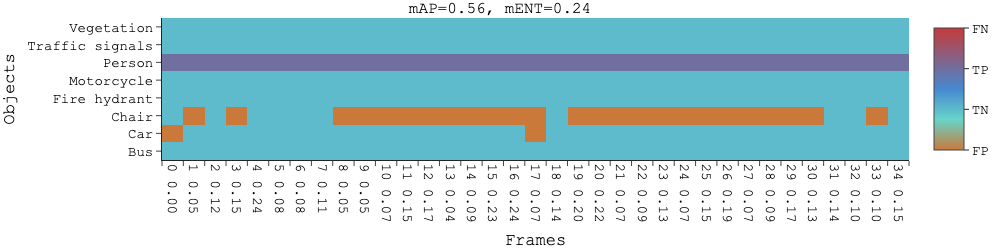 mAP=0.56, mENT=0.24
Objects
Vegetation
Traffic signals
Person
Motorcycle
Fire hydrant
Chair
Car
Bus
0 0.00
1 0.05
2 0.12
3 0.15
4 0.24
5 0.08
6 0.08
7 0.11
8 0.05
9 0.05
10 0.07
11 0.15
12 0.17
13 0.04
14 0.09
15 0.09
16 0.24
17 0.07
18 0.13
19 0.20
20 0.22
21 0.07
22 0.09
23 0.13
24 0.07
25 0.15
26 0.19
27 0.09
28 0.09
29 0.17
30 0.13
31 0.14
32 0.10
33 0.10
34 0.15
Frames
FN
TP
TN
FP